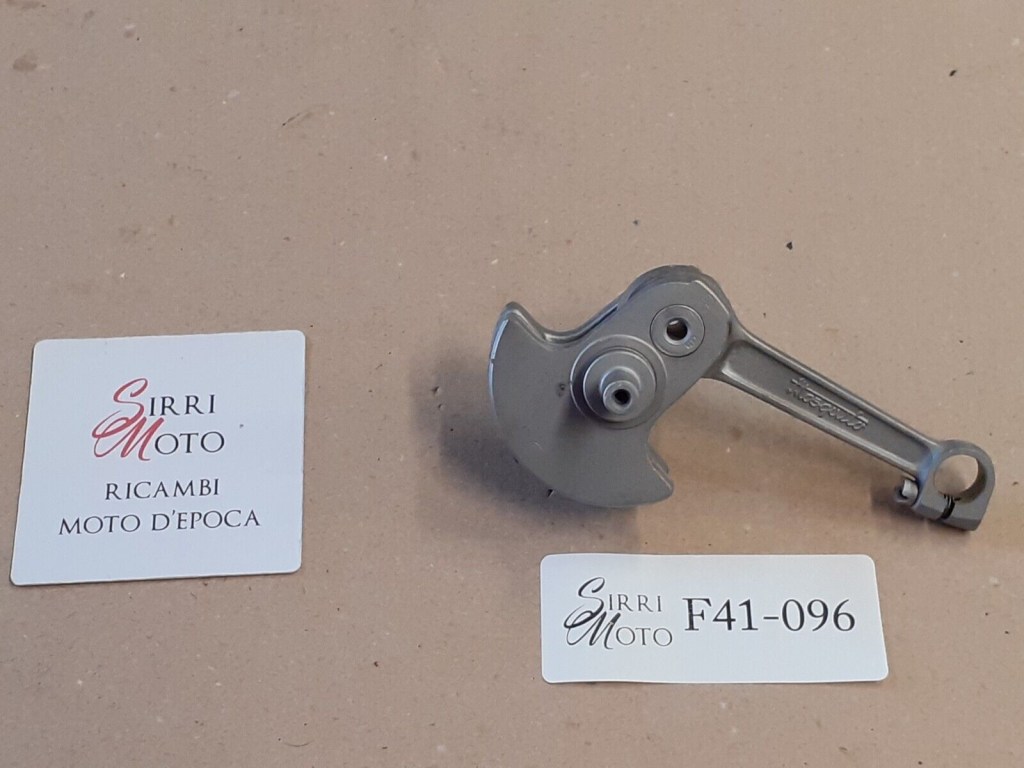 SIRRI
MOTO
RICAMBI
MOTO D'EPOCA
SIRRI
MOTO
F41-096